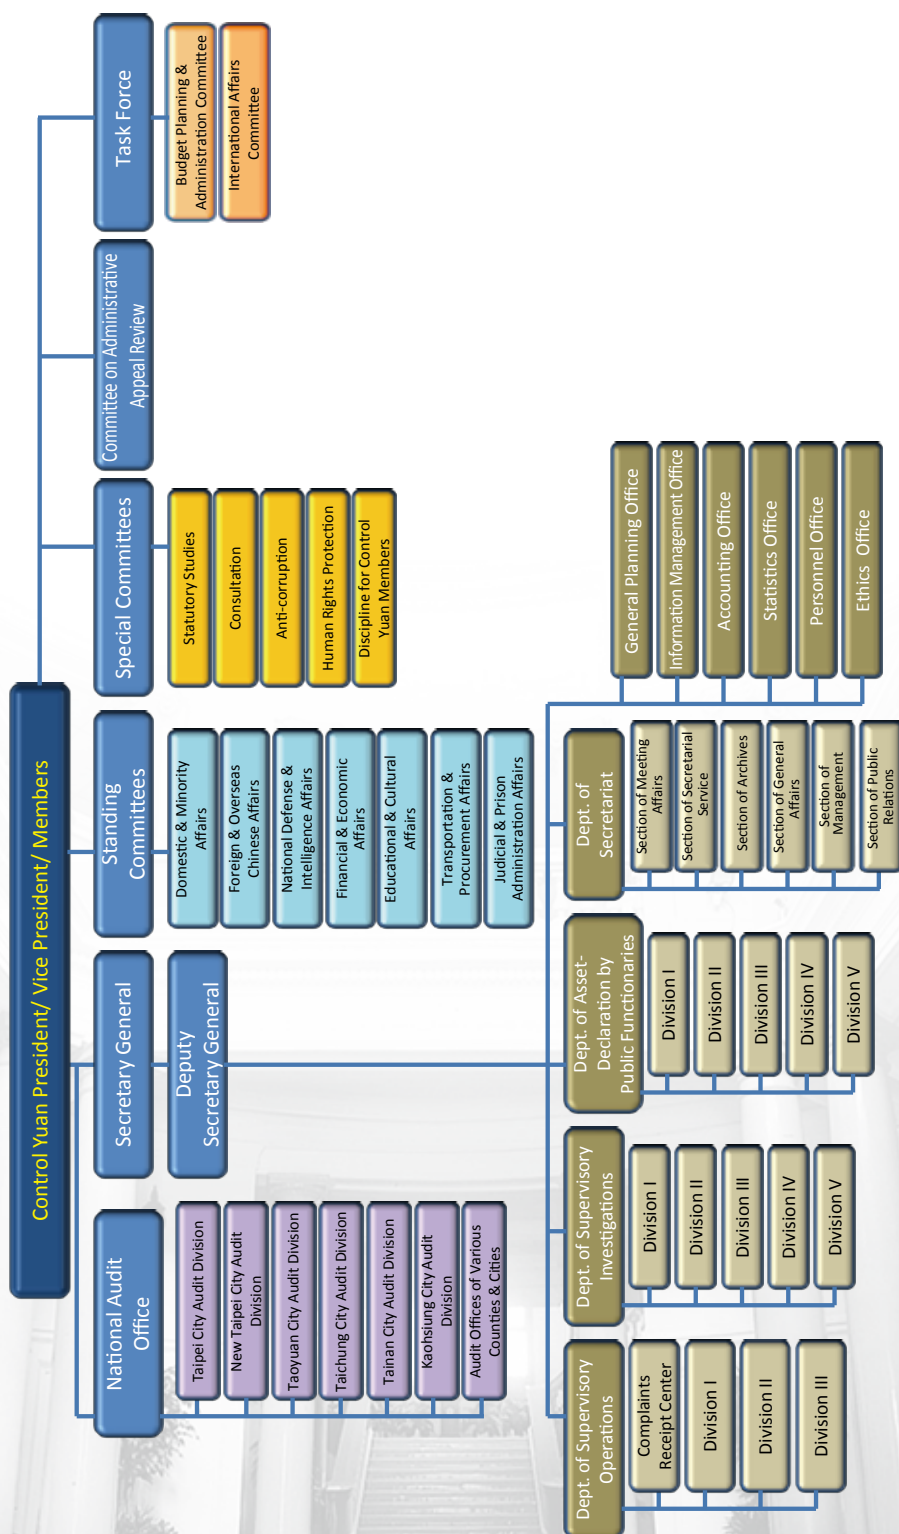 Control Yuan President/ Vice President/ Members
National Audit
Office
Taipei City Audit Division
New Taipei City Audit
Division
Taoyuan City Audit Division
Taichung City Audit Division
Tainan City Audit Division
Kaohsiung City Audit
Division
Audit Offices of Various
Counties & Cities
Secretary General
Deputy
Secretary General
Standing
Committees
Domestic & Minority
Affairs
Foreign & Overseas
Chinese Affairs
National Defense &
Intelligence Affairs
Financial & Economic
Affairs
Educational & Cultural
Affairs
Transportation &
Procurement Affairs
Judicial & Prison
Administration Affairs
Special Committees
Statutory Studies
Consultation
Anti-corruption
Human Rights Protection
Discipline for Control
Yuan Members
Committee on Administrative
Appeal Review
Task Force
Budget Planning &
Administration Committee
International Affairs
Committee
Dept. of Supervisory
Operations
Complaints
Receipt Center
Division I
Division II
Division III
Dept. of Supervisory
Investigations
Division I
Division II
Division III
Division IV
Division V
Dept. of Asset-
Declaration by
Public Functionaries
Division I
Division II
Division III
Division IV
Division V
Dept. of
Secretariat
Section of Meeting
Affairs
Section of Secretarial
Service
Section of Archives
Section of General
Affairs
Section of
Management
Section of Public
Relations
General Planning Office
Information Management Office
Accounting Office
Statistics Office
Personnel Office
Ethics Office